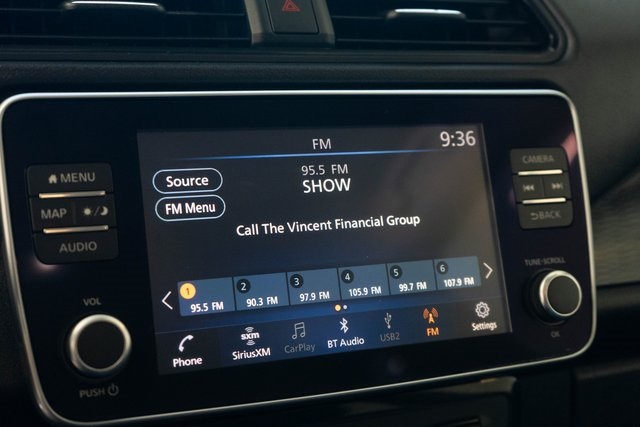 FM
9:36
MENU
MAP
AUDIO
VOL
PUSH
CAMERA
BACK
TUNE·SCROLL
OK
Source
FM Menu
95.5 FM
SHOW
Call The Vincent Financial Group
1 2 3 4 5 6
95.5 FM 90.3 FM 97.9 FM 105.9 FM 99.7 FM 107.9 FM
sxm
Phone SiriusXM CarPlay BT Audio USB2 FM Settings